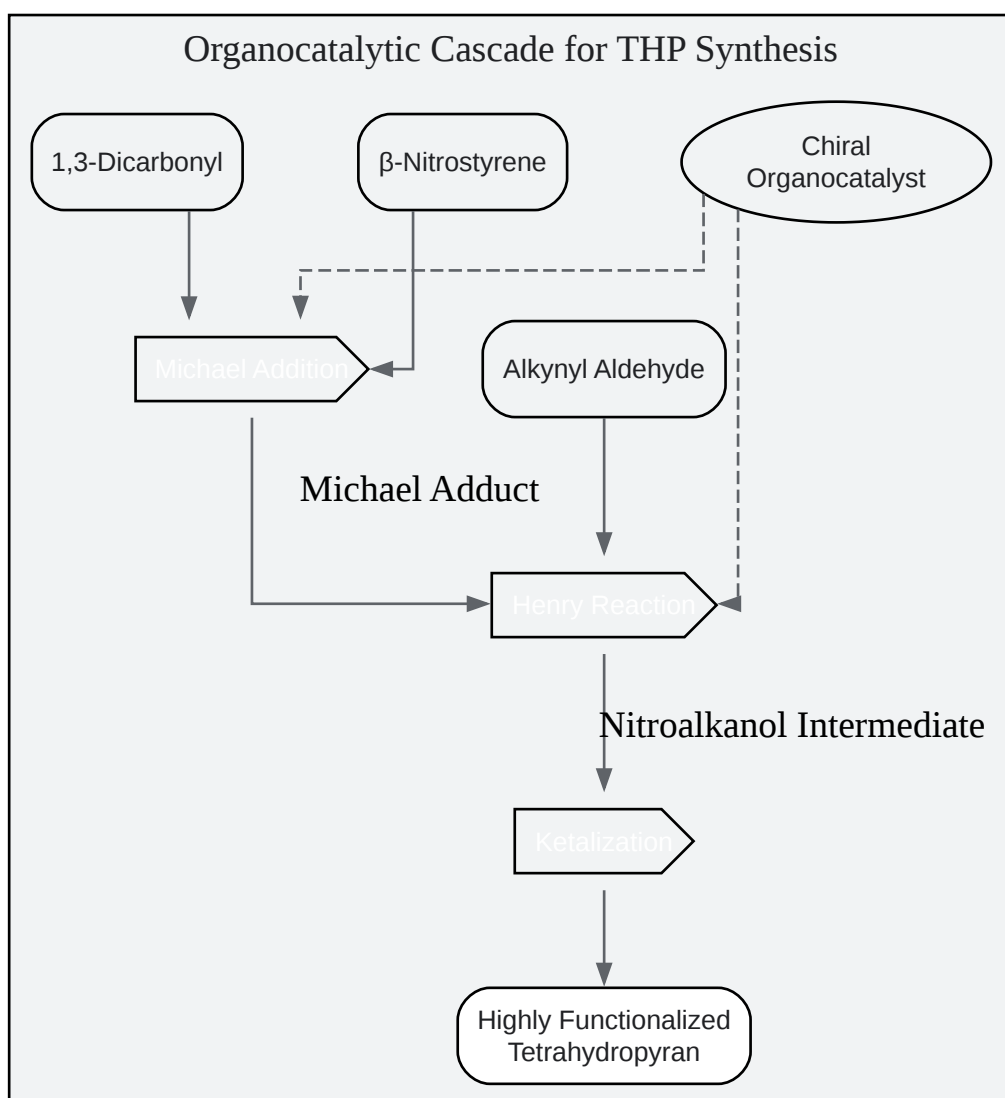 Organocatalytic Cascade for THP Synthesis
1,3-Dicarbonyl
β-Nitrostyrene
Chiral
Organocatalyst
Michael Addition
Alkynyl Aldehyde
Michael Adduct
Henry Reaction
Nitroalkanol Intermediate
Ketalization
Highly Functionalized
Tetrahydropyran